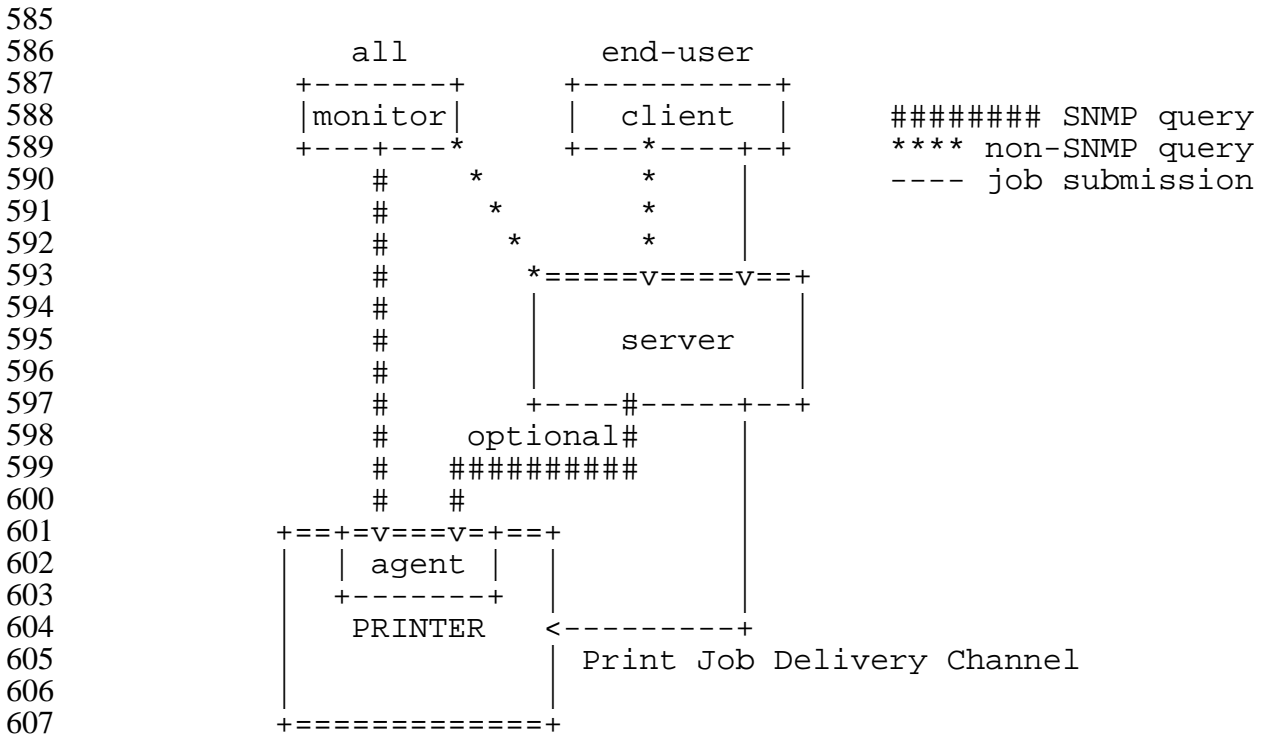 585
586                all          end-user
587             +-------+      +----------+
588             |monitor|      |  client  |      ######## SNMP query
589             +---+---*      +---*----+-+      **** non-SNMP query
590                 #    *         *    |        ---- job submission
591                 #     *        *    |
592                 #      *       *    |
593                 #       *=====v====v==+
594                 #       |             |
595                 #       |    server   |
596                 #       |             |
597                 #       +----#-----+--+
598                 #    optional#     |
599                 #   ##########     |
600                 #   #              |
601            +==+=v===v=+==+         |
602            |  | agent |  |         |
603            |  +-------+  |         |
604            |   PRINTER   <---------+
605            |             | Print Job Delivery Channel
606            |             |
607            +=============+